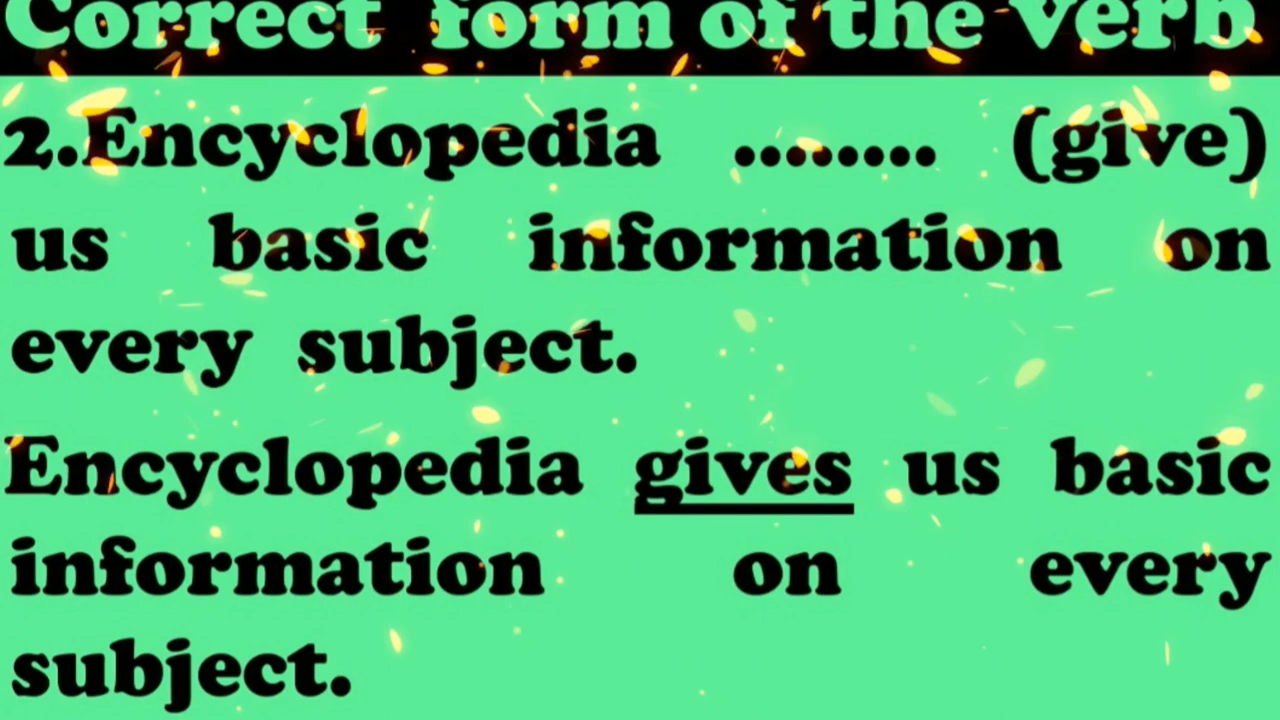 Correct form of the verb
2.Encyclopedia ........ (give)
us basic information on
every subject.
Encyclopedia gives us basic
information on every
subject.